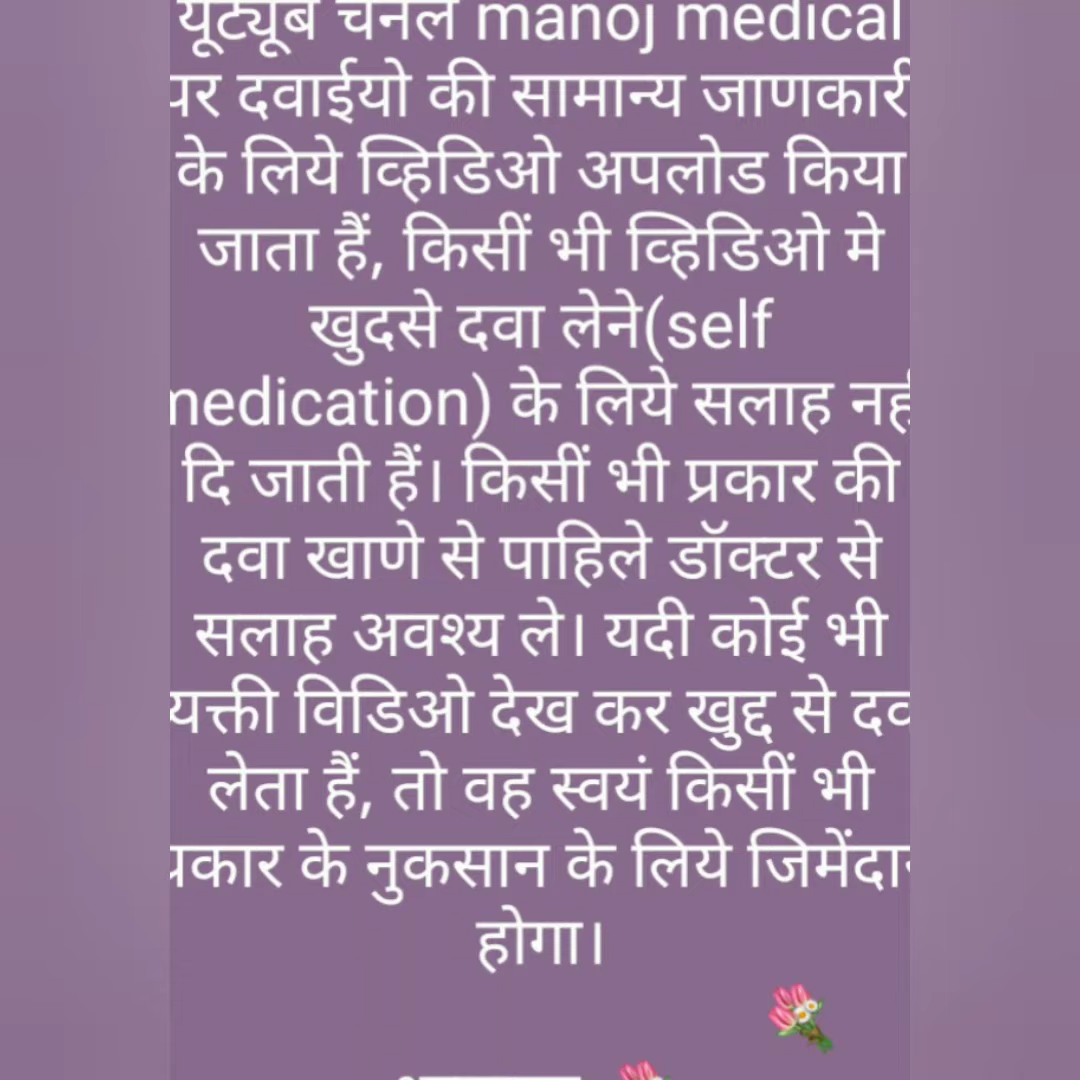 यूट्यूब चॅनल manoj medical
पर दवाईयो की सामान्य जाणकारी
के लिये व्हिडिओ अपलोड किया
जाता हैं, किसीं भी व्हिडिओ मे
खुदसे दवा लेने(self
medication) के लिये सलाह नही
दि जाती हैं। किसीं भी प्रकार की
दवा खाणे से पाहिले डॉक्टर से
सलाह अवश्य ले। यदी कोई भी
व्यक्ती विडिओ देख कर खुद्द से दवा
लेता हैं, तो वह स्वयं किसीं भी
प्रकार के नुकसान के लिये जिमेंदार
होगा।